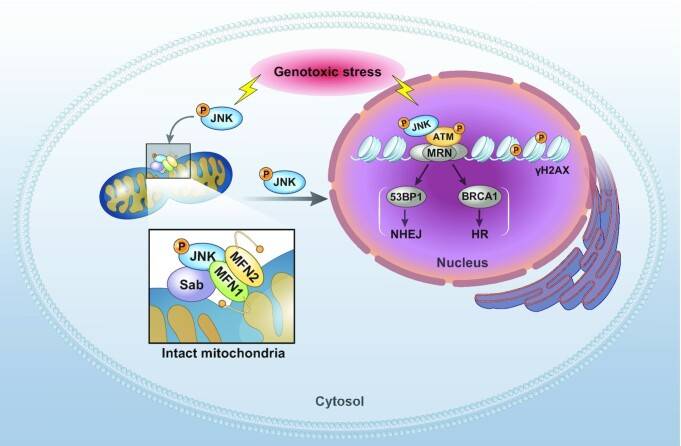 Genotoxic stress
P
JNK
P
JNK
P
JNK
P
ATM
MRN
P
P
γH2AX
53BP1
BRCA1
NHEJ
HR
Nucleus
P
JNK
MFN2
MFN1
Sab
Intact mitochondria
Cytosol